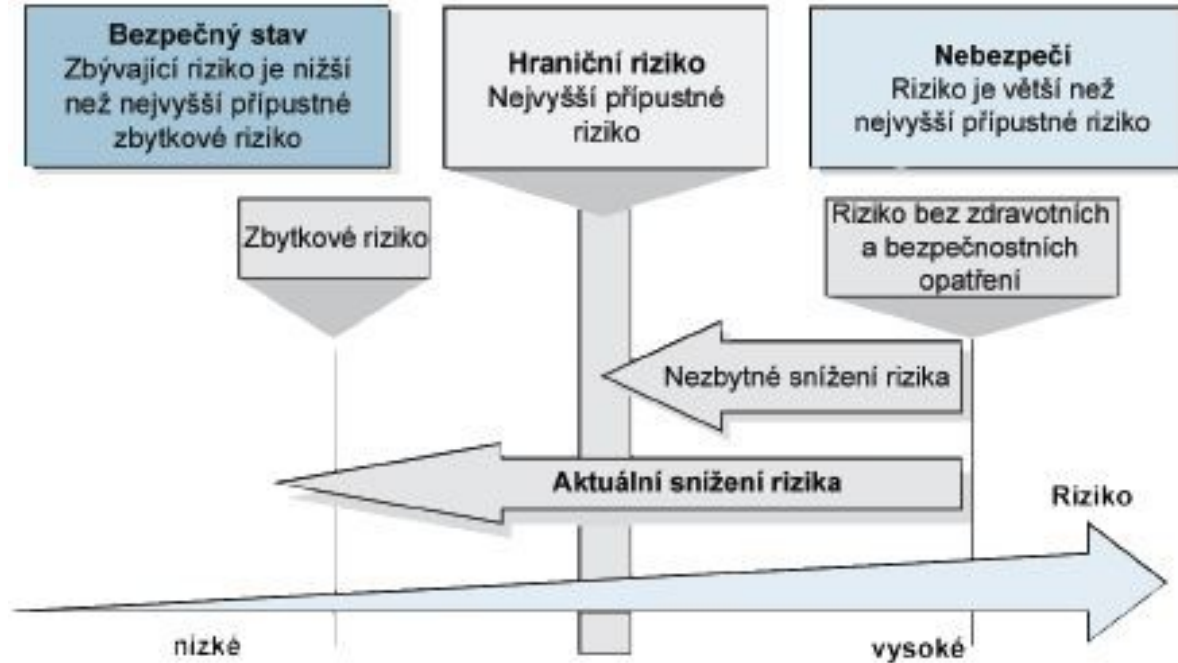 Bezpečný stav
Zbývající riziko je nižší
než nejvyšší přípustné
zbytkové riziko
Hraniční riziko
Nejvyšší přípustné
riziko
Nebezpečí
Riziko je větší než
nejvyšší přípustné riziko
Zbytkové riziko
Riziko bez zdravotních
a bezpečnostních
opatření
Nezbytné snížení rizika
Aktuální snížení rizika
Riziko
nízké
vysoké